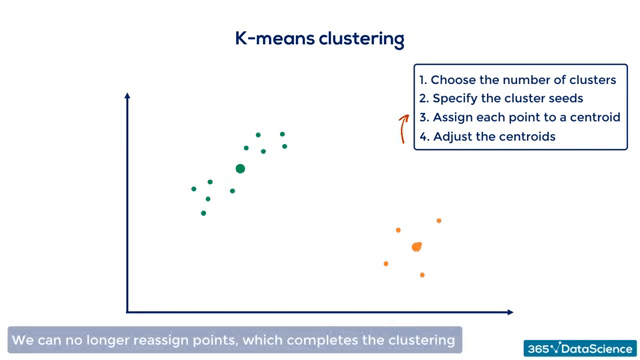 K-means clustering
1. Choose the number of clusters
2. Specify the cluster seeds
3. Assign each point to a centroid
4. Adjust the centroids
We can no longer reassign points, which completes the clustering
365 DataScience